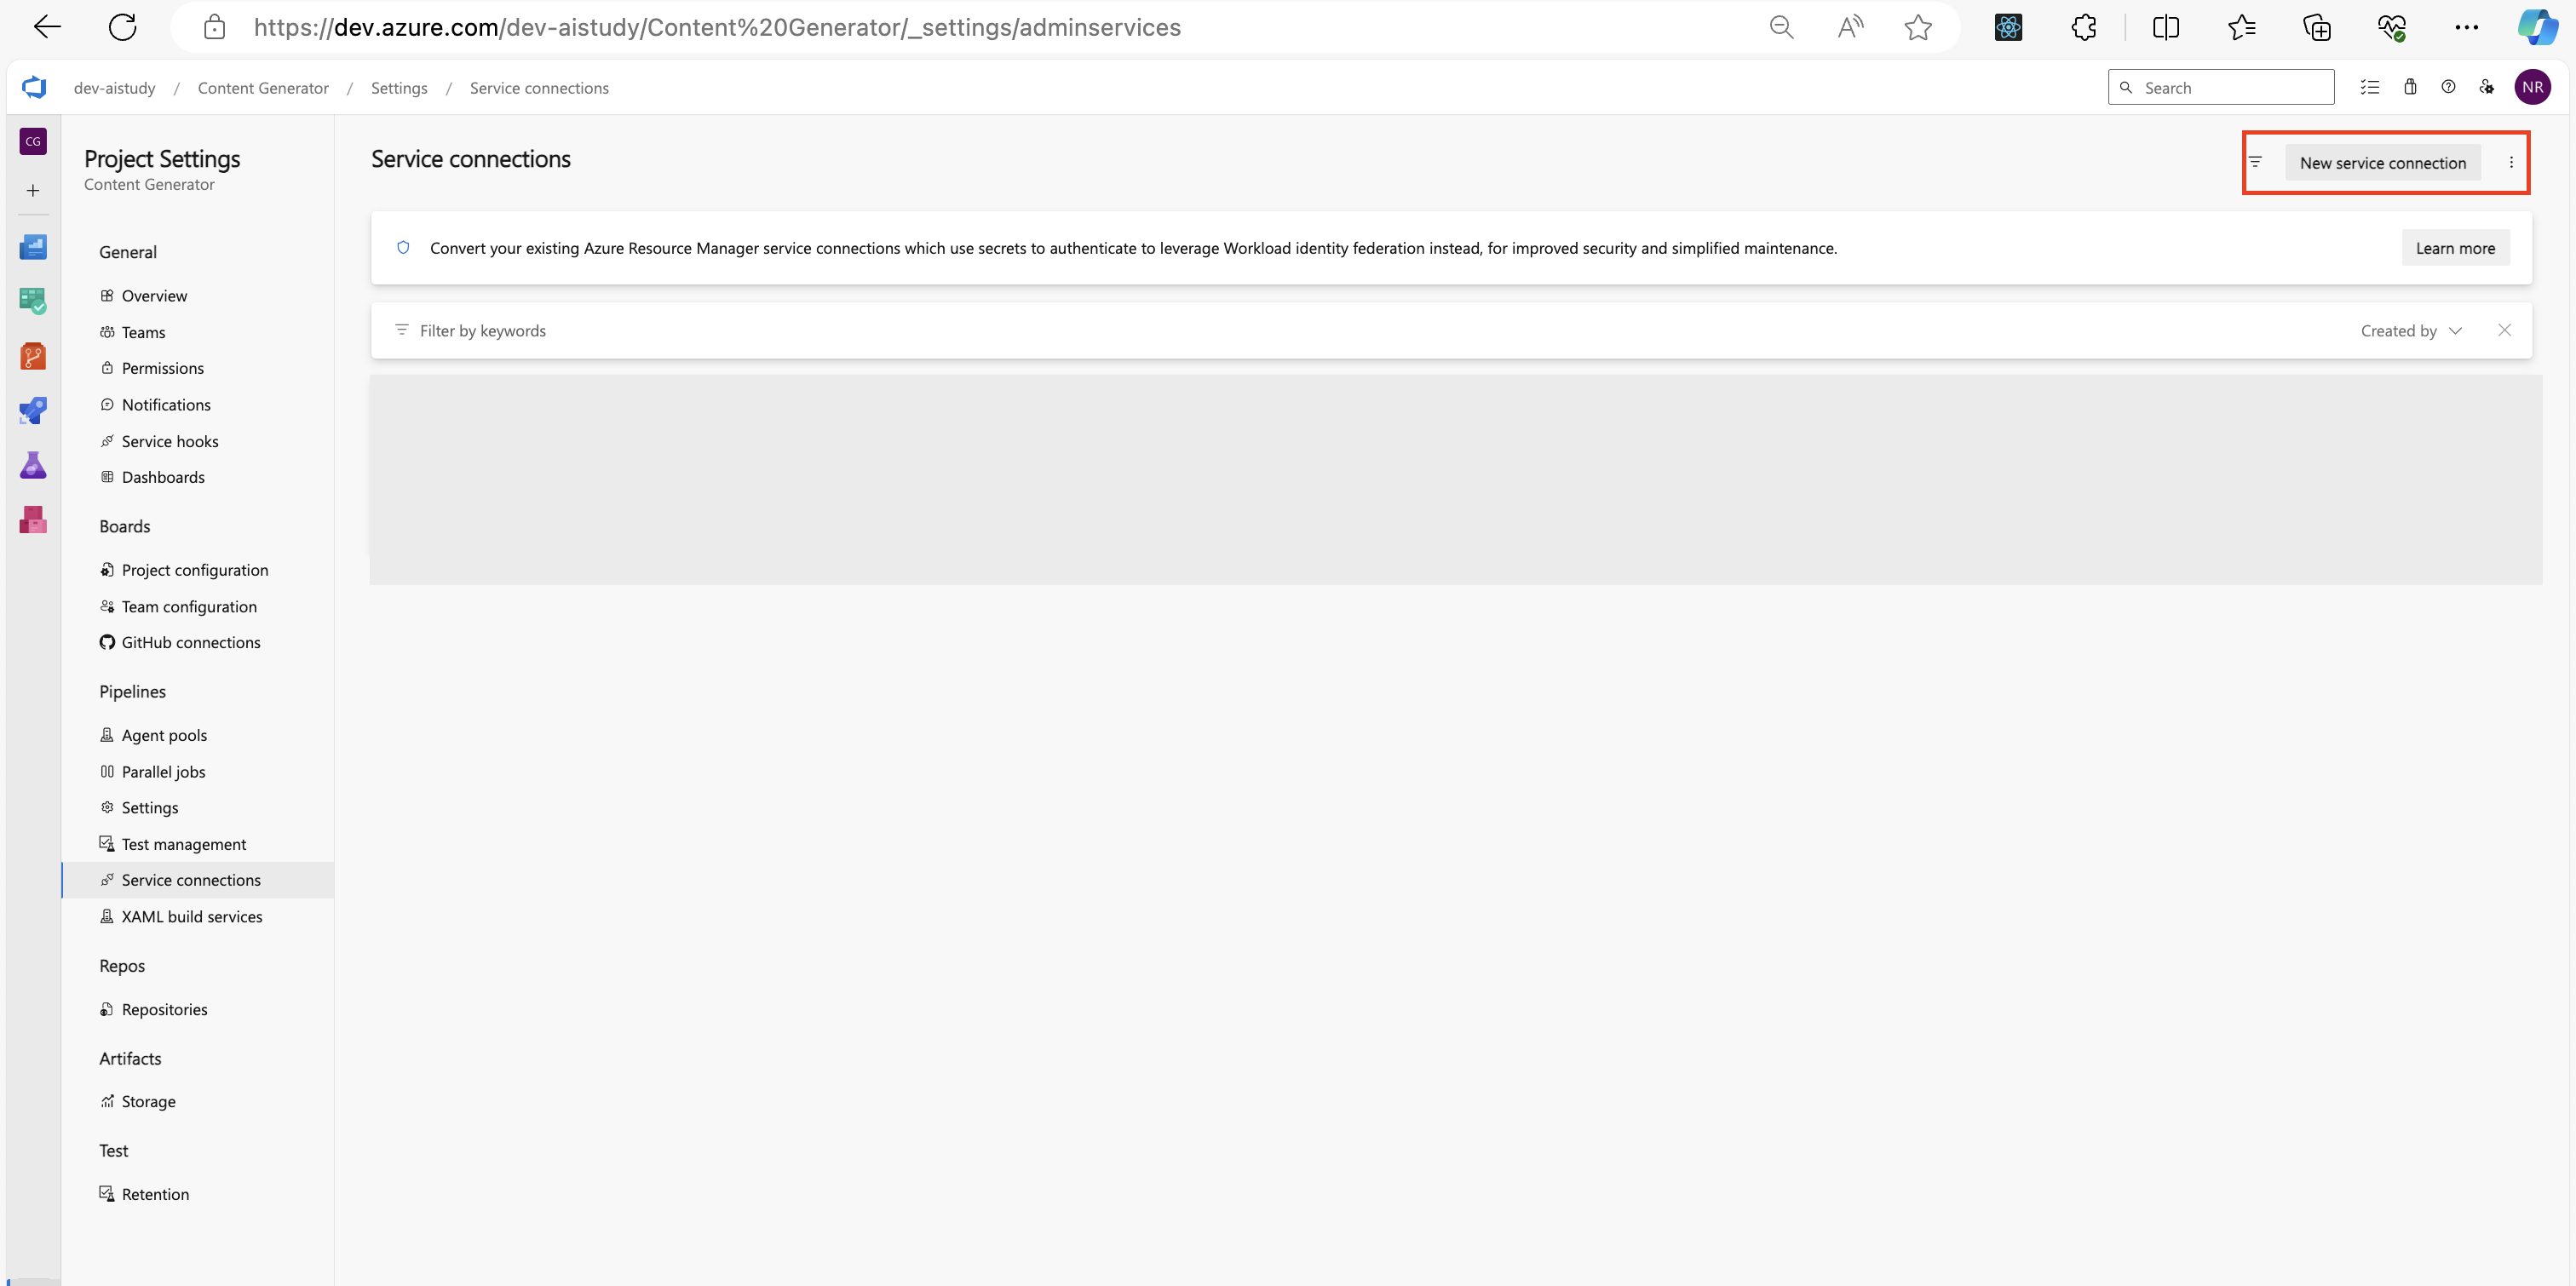 https://dev.azure.com/dev-aistudy/Content%20Generator/_settings/adminservices
dev-aistudy / Content Generator / Settings / Service connections
Search
NR
CG
Project Settings
Content Generator
General
Overview
Teams
Permissions
Notifications
Service hooks
Dashboards
Boards
Project configuration
Team configuration
GitHub connections
Pipelines
Agent pools
Parallel jobs
Settings
Test management
Service connections
XAML build services
Repos
Repositories
Artifacts
Storage
Test
Retention
Service connections
New service connection
Convert your existing Azure Resource Manager service connections which use secrets to authenticate to leverage Workload identity federation instead, for improved security and simplified maintenance.
Learn more
Filter by keywords
Created by